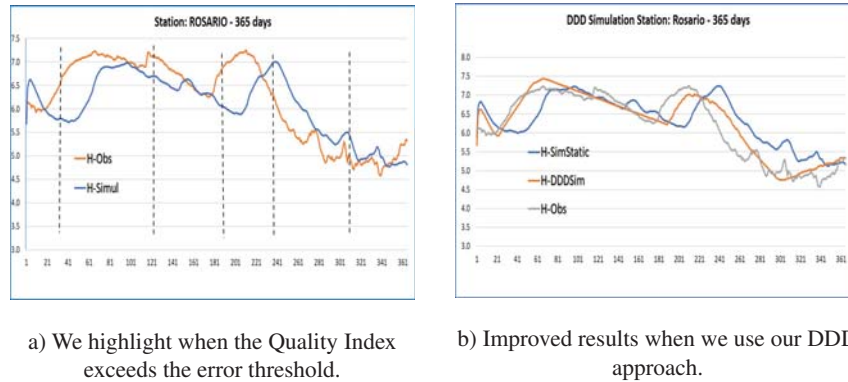 Station: ROSARIO - 365 days
7.5
7.0
6.5
6.0
5.5
5.0
4.5
4.0
3.5
3.0
H-Obs
H-Simul
1 21 41 61 81 101 121 141 161 181 201 221 241 261 281 301 321 341 361
a) We highlight when the Quality Index
exceeds the error threshold.
DDD Simulation Station: Rosario - 365 days
8.0
7.5
7.0
6.5
6.0
5.5
5.0
4.5
4.0
3.5
3.0
H-SimStatic
H-DDDSim
H-Obs
1 21 41 61 81 101 121 141 161 181 201 221 241 261 281 301 321 341 361
b) Improved results when we use our DDD
approach.